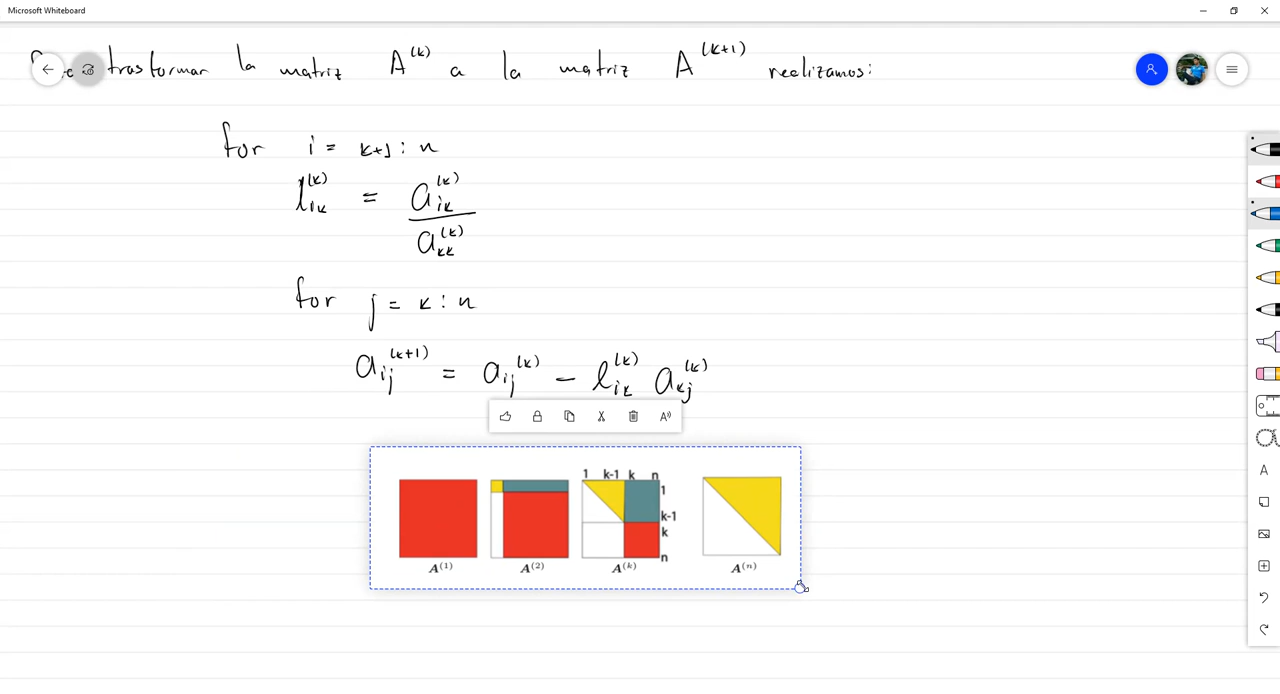 Microsoft Whiteboard
trasformar la matriz A^(k) a la matriz A^(k+1) realizamos:
for i = k+1 : n
l_ik^(k) = a_ik^(k) / a_kk^(k)
for j = k : n
a_ij^(k+1) = a_ij^(k) - l_ik^(k) a_kj^(k)
1 k-1 k n
1
k-1
k
n
A^(1) A^(2) A^(k) A^(n)